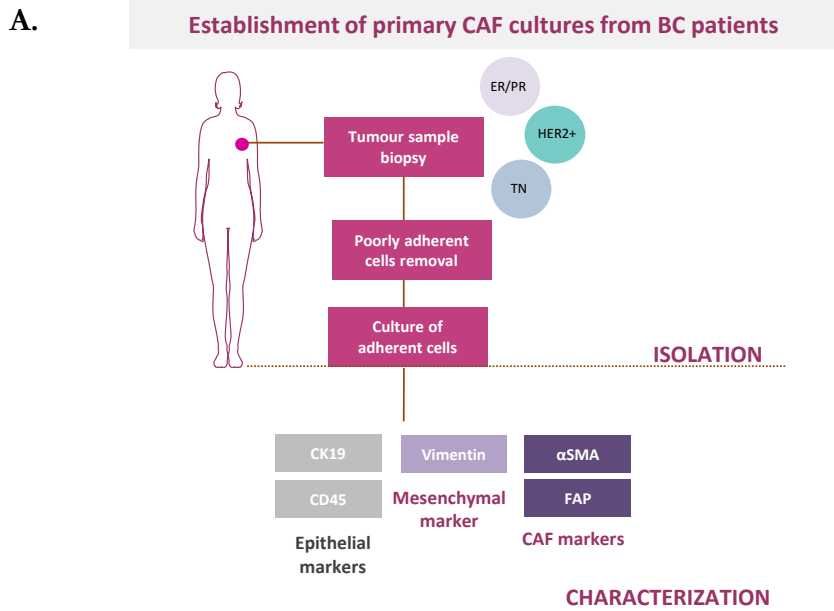 A.
Establishment of primary CAF cultures from BC patients
ER/PR
HER2+
TN
Tumour sample
biopsy
Poorly adherent
cells removal
Culture of
adherent cells
ISOLATION
CK19
CD45
Epithelial
markers
Vimentin
Mesenchymal
marker
αSMA
FAP
CAF markers
CHARACTERIZATION